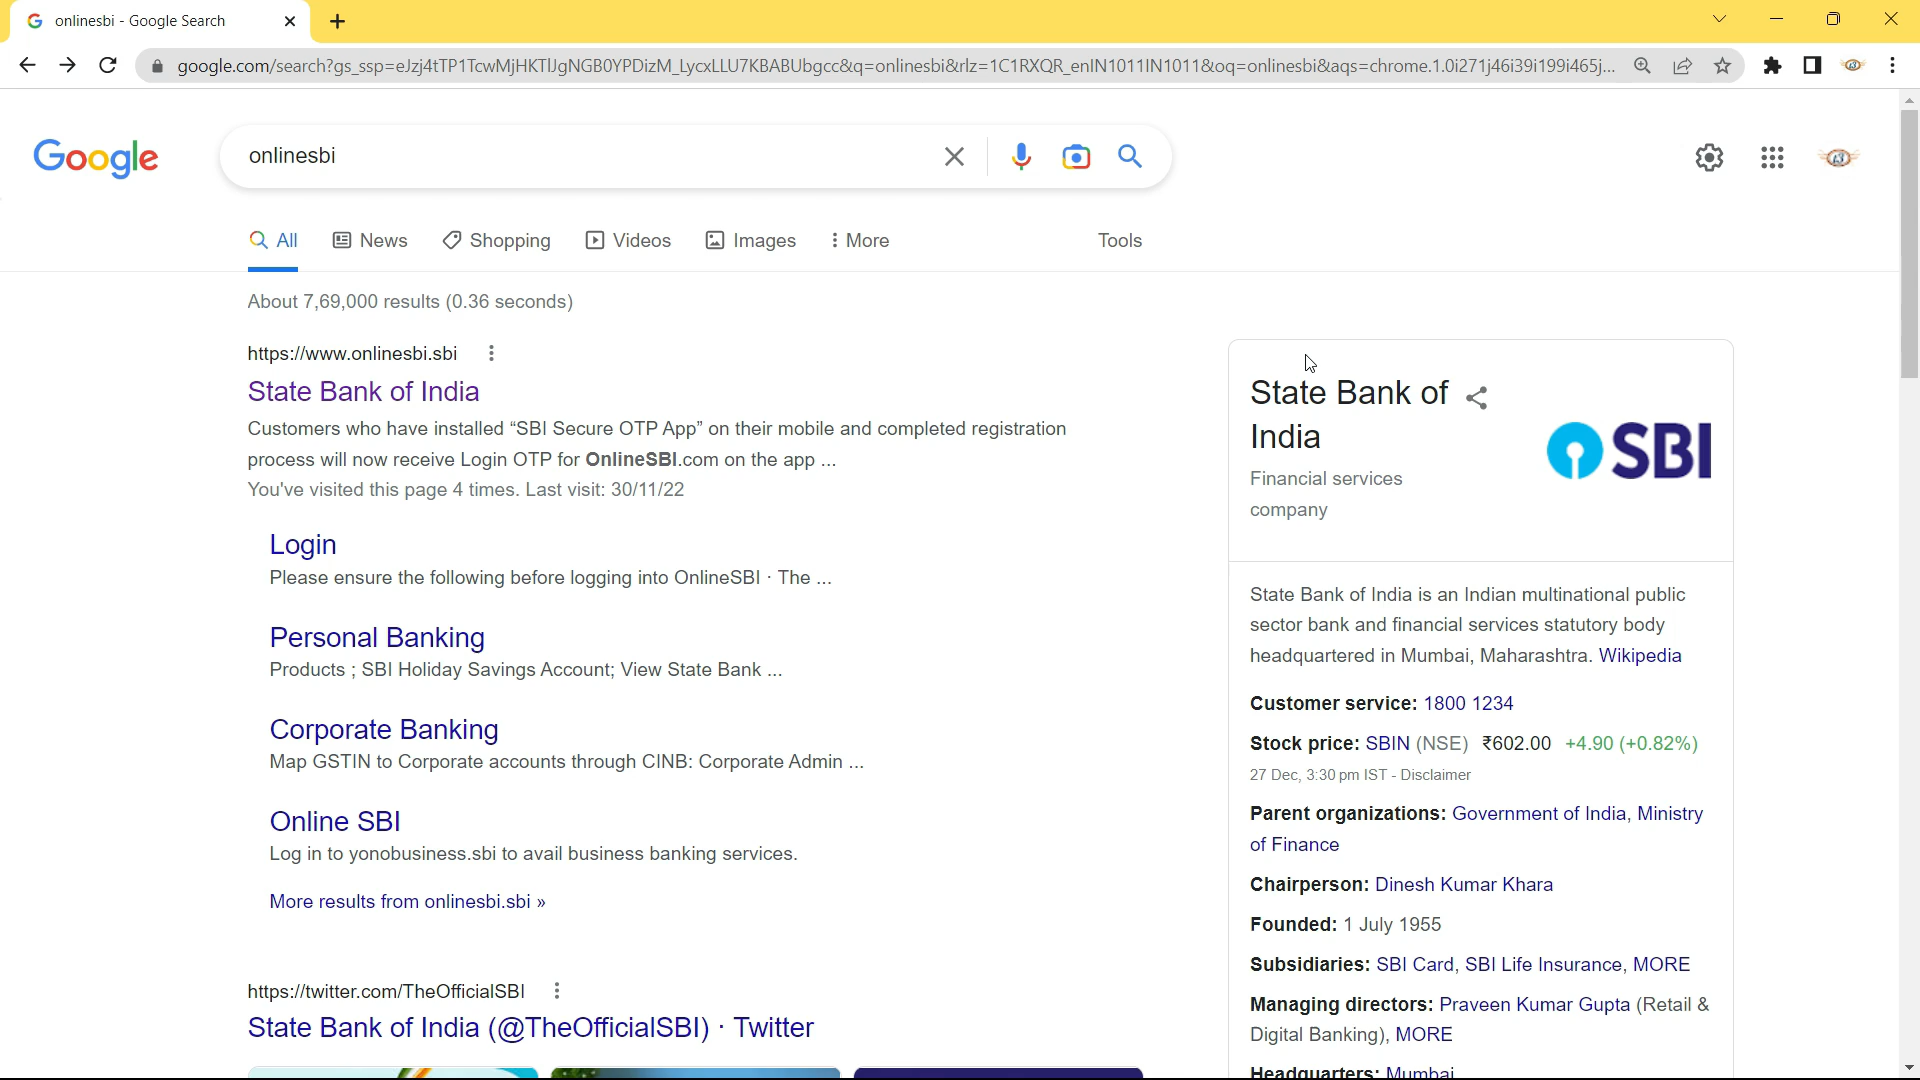 onlinesbi - Google Search
google.com/search?gs_ssp=eJzj4tTP1TcwMjHKTlJgNGB0YPDizM_LycxLLU7KBABUbgcc&q=onlinesbi&rlz=1C1RXQR_enIN1011IN1011&oq=onlinesbi&aqs=chrome.1.0i271j46i39i199i465j...
Google
onlinesbi
All
News
Shopping
Videos
Images
More
Tools
About 7,69,000 results (0.36 seconds)
https://www.onlinesbi.sbi
State Bank of India
Customers who have installed “SBI Secure OTP App” on their mobile and completed registration
process will now receive Login OTP for OnlineSBI.com on the app ...
You've visited this page 4 times. Last visit: 30/11/22
Login
Please ensure the following before logging into OnlineSBI · The ...
Personal Banking
Products ; SBI Holiday Savings Account; View State Bank ...
Corporate Banking
Map GSTIN to Corporate accounts through CINB: Corporate Admin ...
Online SBI
Log in to yonobusiness.sbi to avail business banking services.
More results from onlinesbi.sbi »
https://twitter.com/TheOfficialSBI
State Bank of India (@TheOfficialSBI) · Twitter
State Bank of
India
SBI
Financial services
company
State Bank of India is an Indian multinational public
sector bank and financial services statutory body
headquartered in Mumbai, Maharashtra. Wikipedia
Customer service: 1800 1234
Stock price: SBIN (NSE) ₹602.00 +4.90 (+0.82%)
27 Dec, 3:30 pm IST - Disclaimer
Parent organizations: Government of India, Ministry
of Finance
Chairperson: Dinesh Kumar Khara
Founded: 1 July 1955
Subsidiaries: SBI Card, SBI Life Insurance, MORE
Managing directors: Praveen Kumar Gupta (Retail &
Digital Banking), MORE
Headquarters: Mumbai